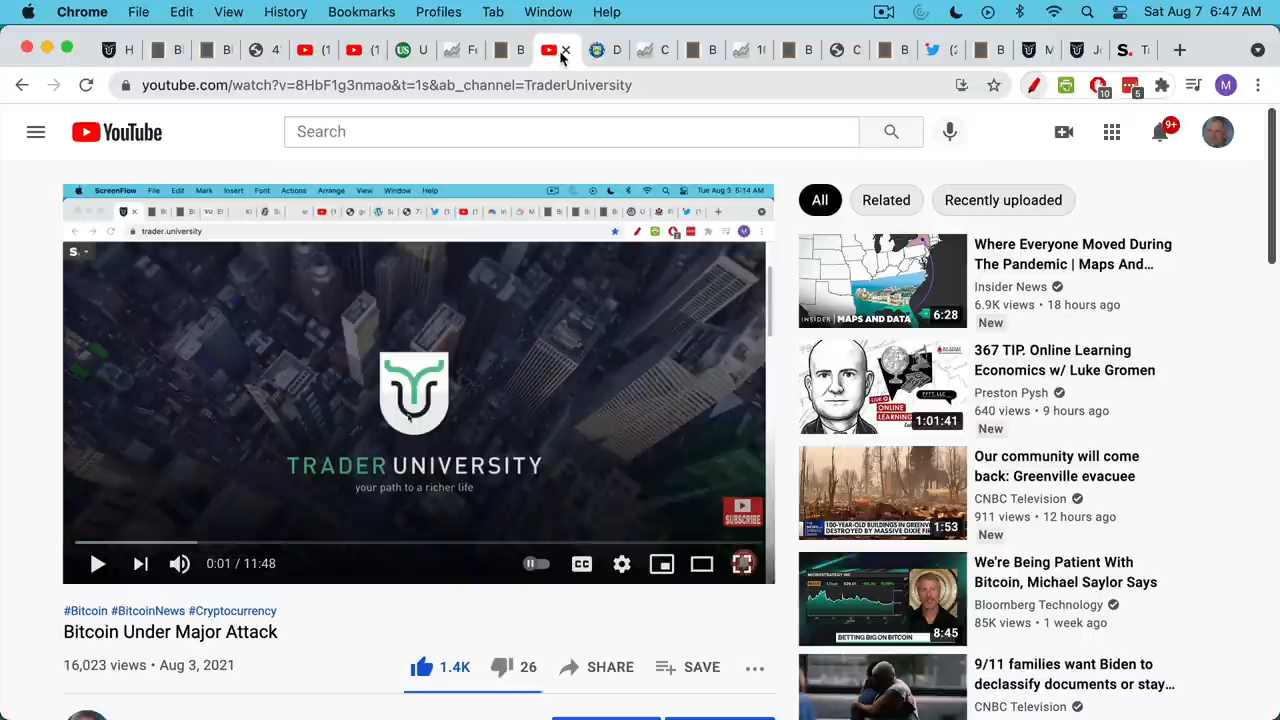 Chrome File Edit View History Bookmarks Profiles Tab Window Help Sat Aug 7 6:47 AM
youtube.com/watch?v=8HbF1g3rmao&t=1s&ab_channel=TraderUniversity
10 5 M
YouTube
Search
9+
ScreenFlow File Edit Mark Insert Font Actions Arrange View Window Help Tue Aug 3 5:14 AM
trader.university
S.
TRADER UNIVERSITY
your path to a richer life
SUBSCRIBE
0:01 / 11:48
CC
#Bitcoin #BitcoinNews #Cryptocurrency
Bitcoin Under Major Attack
16,023 views • Aug 3, 2021
1.4K 26 SHARE SAVE
All Related Recently uploaded
INSIDER MAPS AND DATA
6:28
Where Everyone Moved During
The Pandemic | Maps And…
Insider News
6.9K views • 18 hours ago
New
ONLINE
LEARNING
1:01:41
367 TIP. Online Learning
Economics w/ Luke Gromen
Preston Pysh
640 views • 9 hours ago
New
1:53
Our community will come
back: Greenville evacuee
CNBC Television
911 views • 12 hours ago
New
BETTING BIG ON BITCOIN
8:45
We're Being Patient With
Bitcoin, Michael Saylor Says
Bloomberg Technology
85K views • 1 week ago
9/11 families want Biden to
declassify documents or stay…
CNBC Television